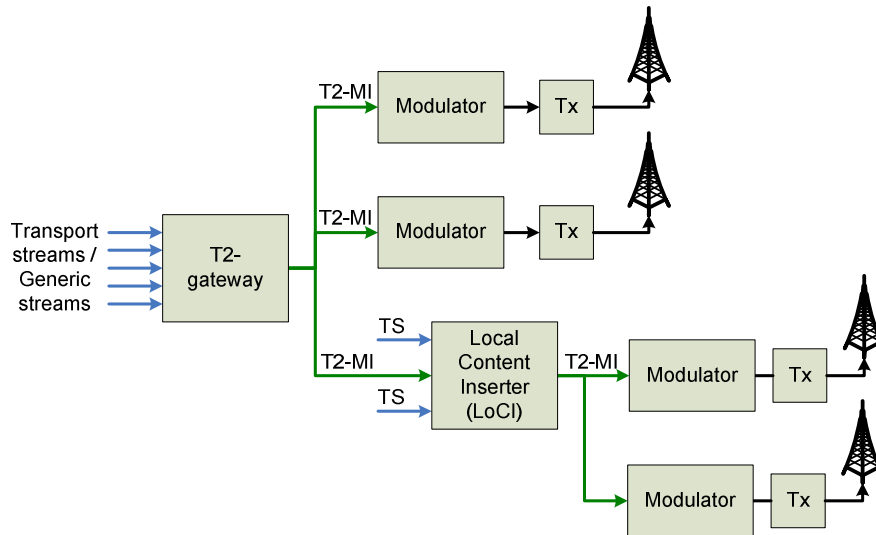 T2-MI
Modulator
Tx
T2-MI
Modulator
Tx
Transport
streams /
Generic
streams
T2-
gateway
TS
T2-MI
TS
Local
Content
Inserter
(LoCI)
T2-MI
Modulator
Tx
Modulator
Tx